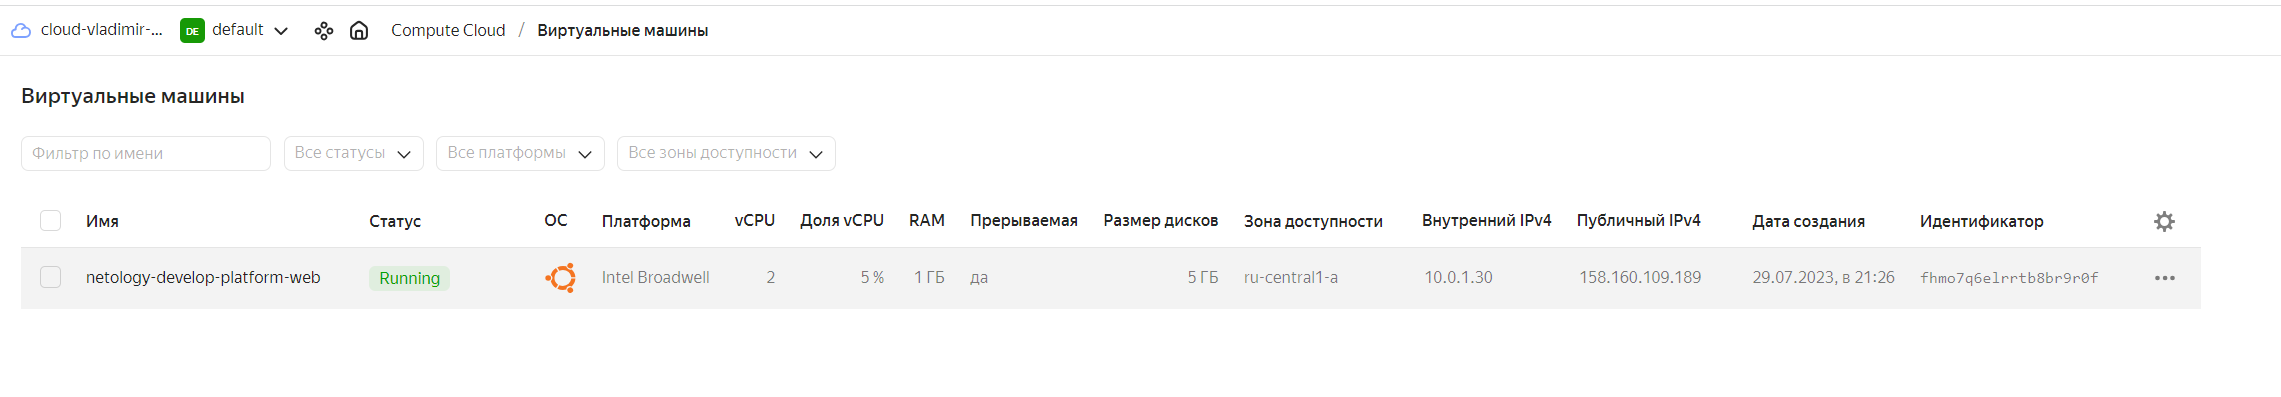 cloud-vladimir-... DE default Compute Cloud / Виртуальные машины
Виртуальные машины
Фильтр по имени Все статусы Все платформы Все зоны доступности
Имя Статус ОС Платформа vCPU Доля vCPU RAM Прерываемая Размер дисков Зона доступности Внутренний IPv4 Публичный IPv4 Дата создания Идентификатор
netology-develop-platform-web Running Intel Broadwell 2 5 % 1 ГБ да 5 ГБ ru-central1-a 10.0.1.30 158.160.109.189 29.07.2023, в 21:26 fhmo7q6elrrtb8br9r0f